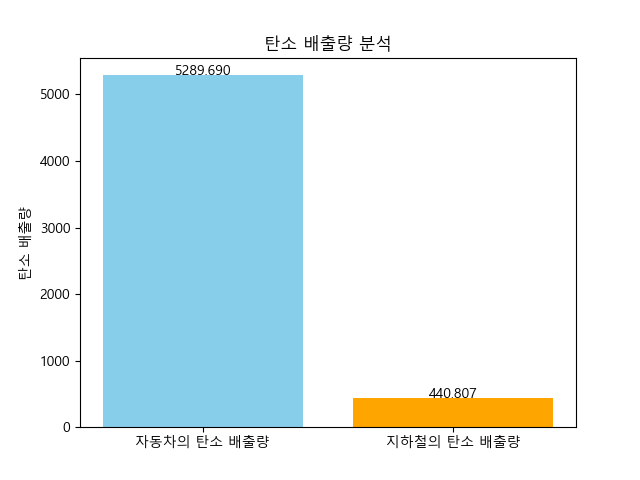 탄소 배출량 분석
탄소 배출량
5000
4000
3000
2000
1000
0
5289.690
440.807
자동차의 탄소 배출량
지하철의 탄소 배출량